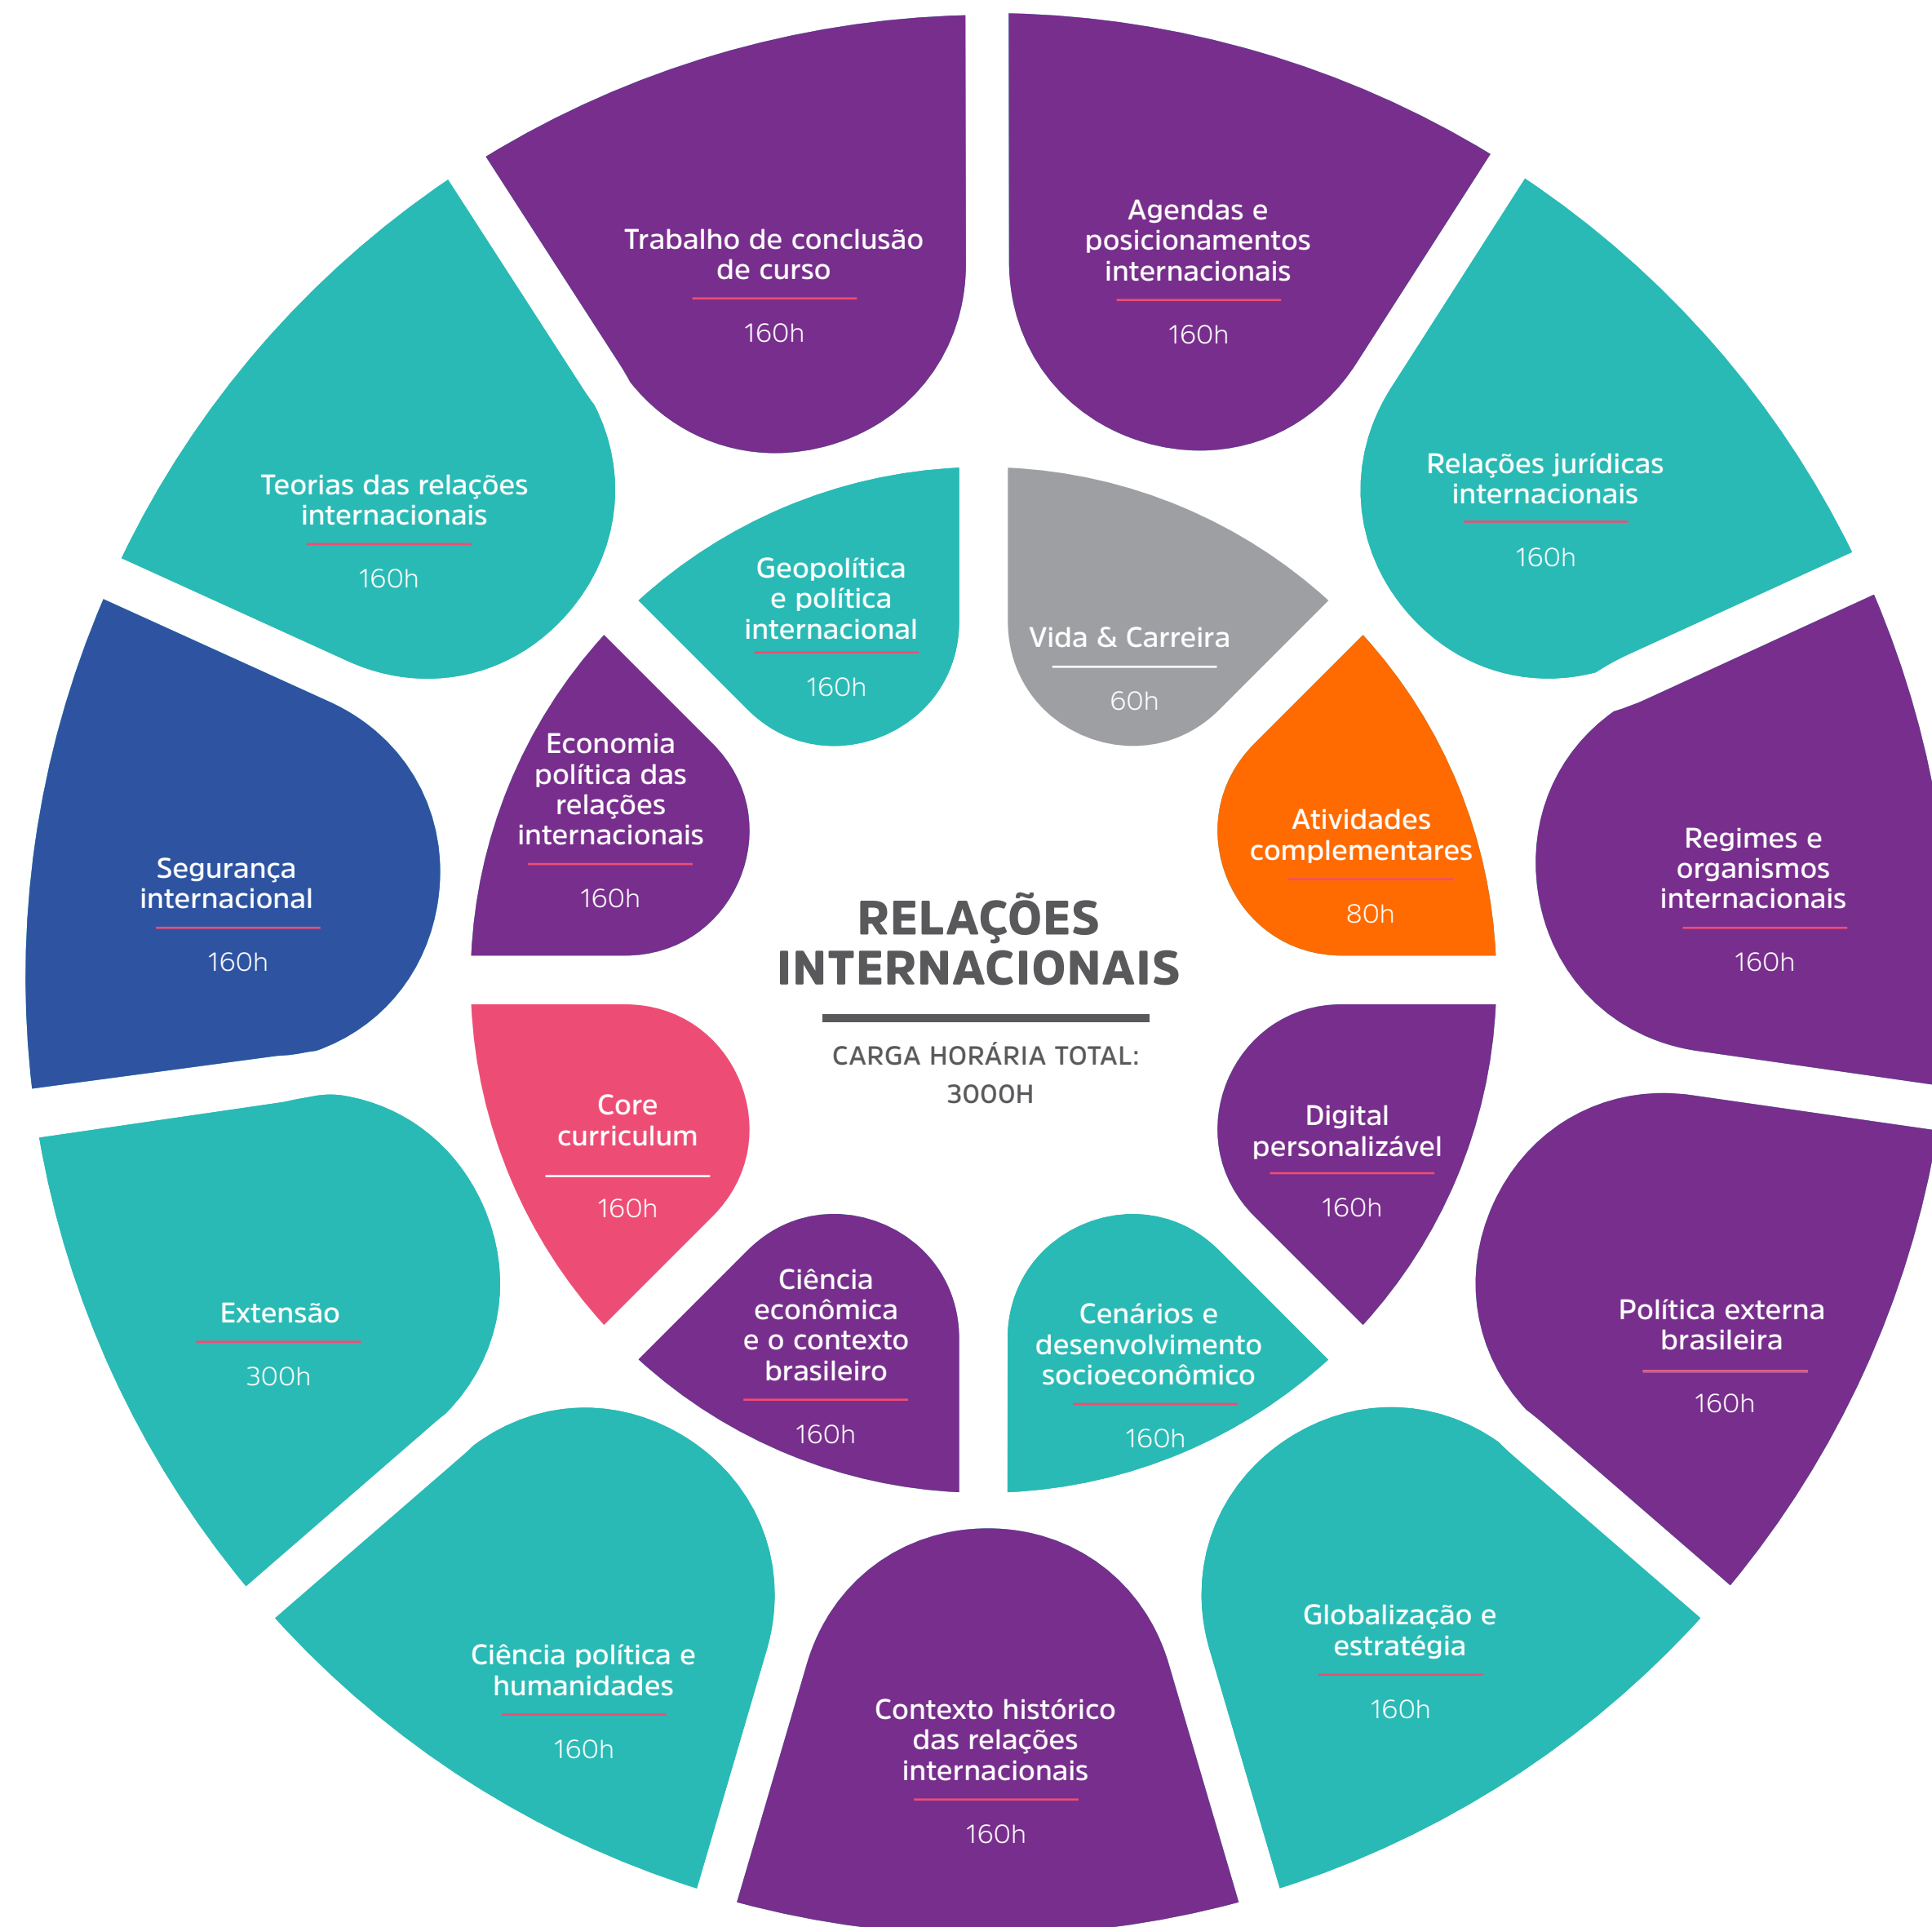 Trabalho de conclusão
de curso
160h
Agendas e
posicionamentos
internacionais
160h
Teorias das relações
internacionais
160h
Relações jurídicas
internacionais
160h
Geopolítica
e política
internacional
160h
Vida & Carreira
60h
Economia
política das
relações
internacionais
160h
Atividades
complementares
80h
Segurança
internacional
160h
Regimes e
organismos
internacionais
160h
RELAÇÕES
INTERNACIONAIS
CARGA HORÁRIA TOTAL:
3000H
Core
curriculum
160h
Digital
personalizável
160h
Extensão
300h
Ciência
econômica
e o contexto
brasileiro
160h
Cenários e
desenvolvimento
socioeconômico
160h
Política externa
brasileira
160h
Ciência política e
humanidades
160h
Contexto histórico
das relações
internacionais
160h
Globalização e
estratégia
160h